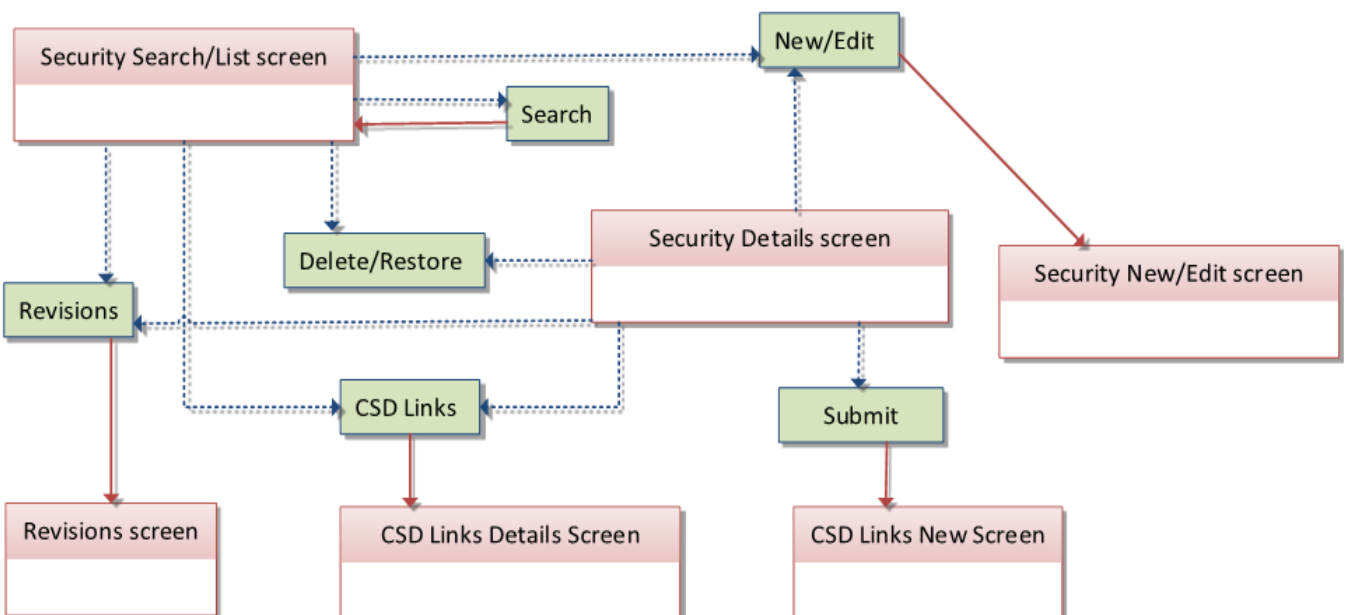 Security Search/List screen
New/Edit
Search
Security Details screen
Delete/Restore
Security New/Edit screen
Revisions
CSD Links
Submit
Revisions screen
CSD Links Details Screen
CSD Links New Screen